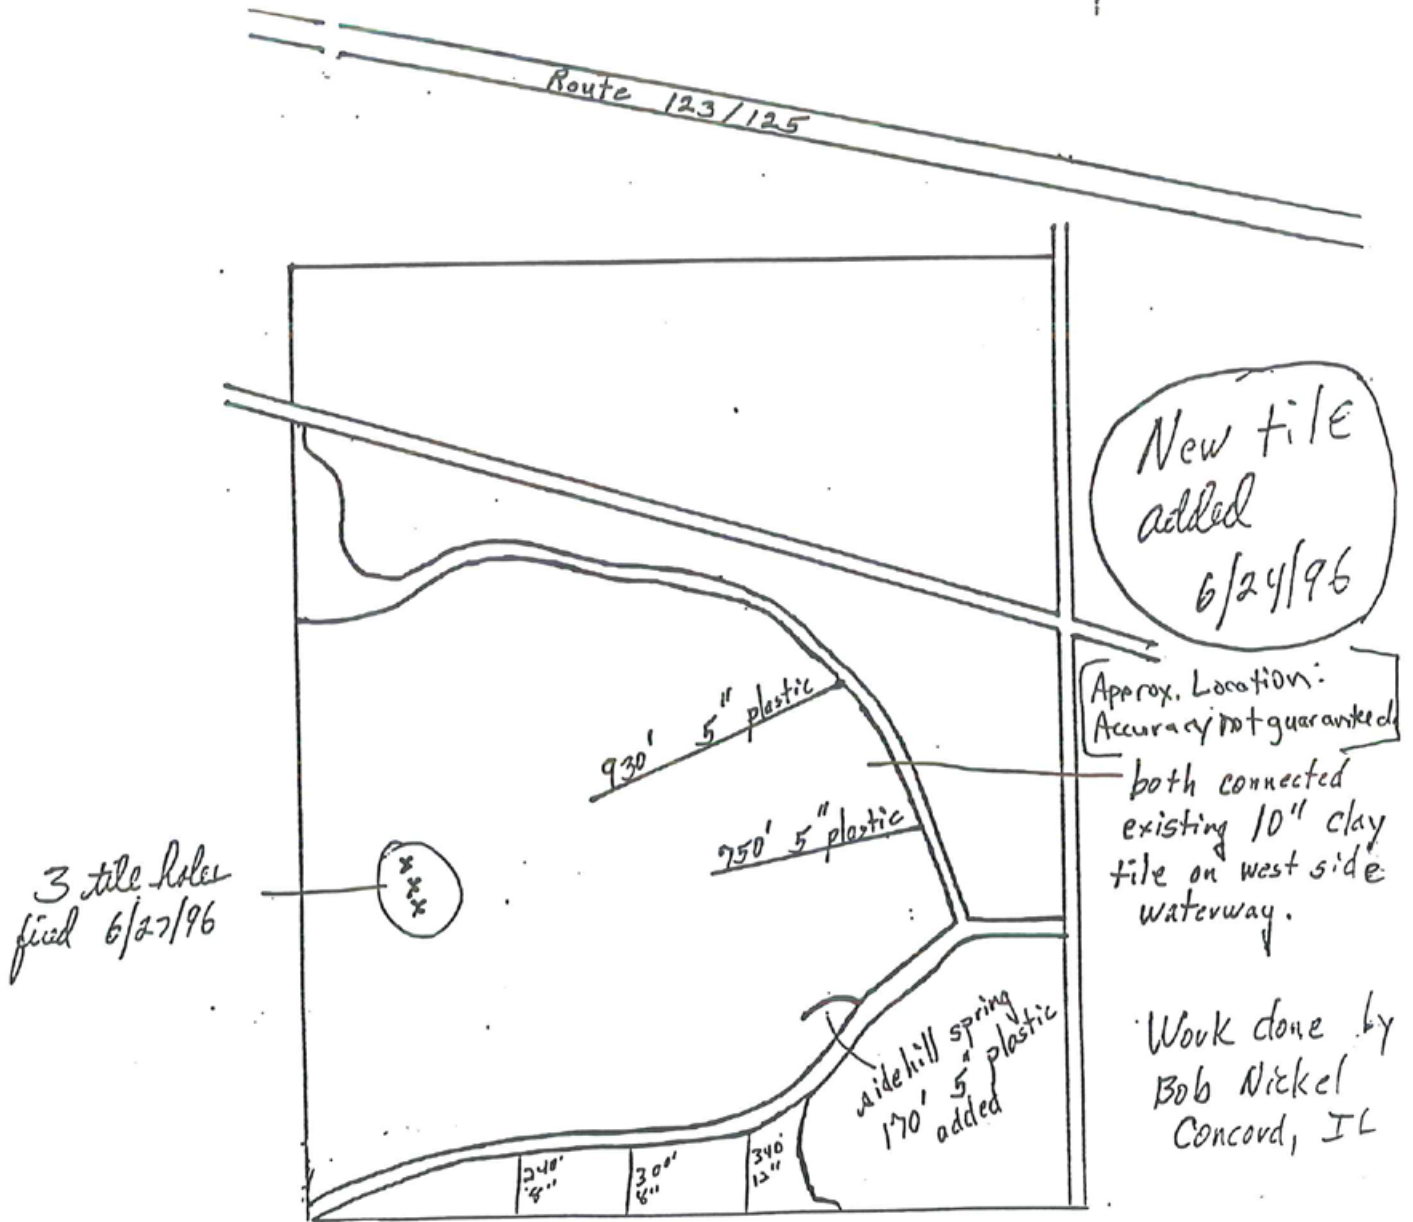 Route 123/125
New tile
added
6/24/96
[Approx. Location:
Accuracy not guaranteed]
930' 5" plastic
750' 5" plastic
both connected
existing 10" clay
tile on west side
waterway.
3 tile holes
fixed 6/27/96
sidehill spring
170' 5" plastic
added
Work done by
Bob Nickel
Concord, IL
240'
8"
300'
8"
340'
12"